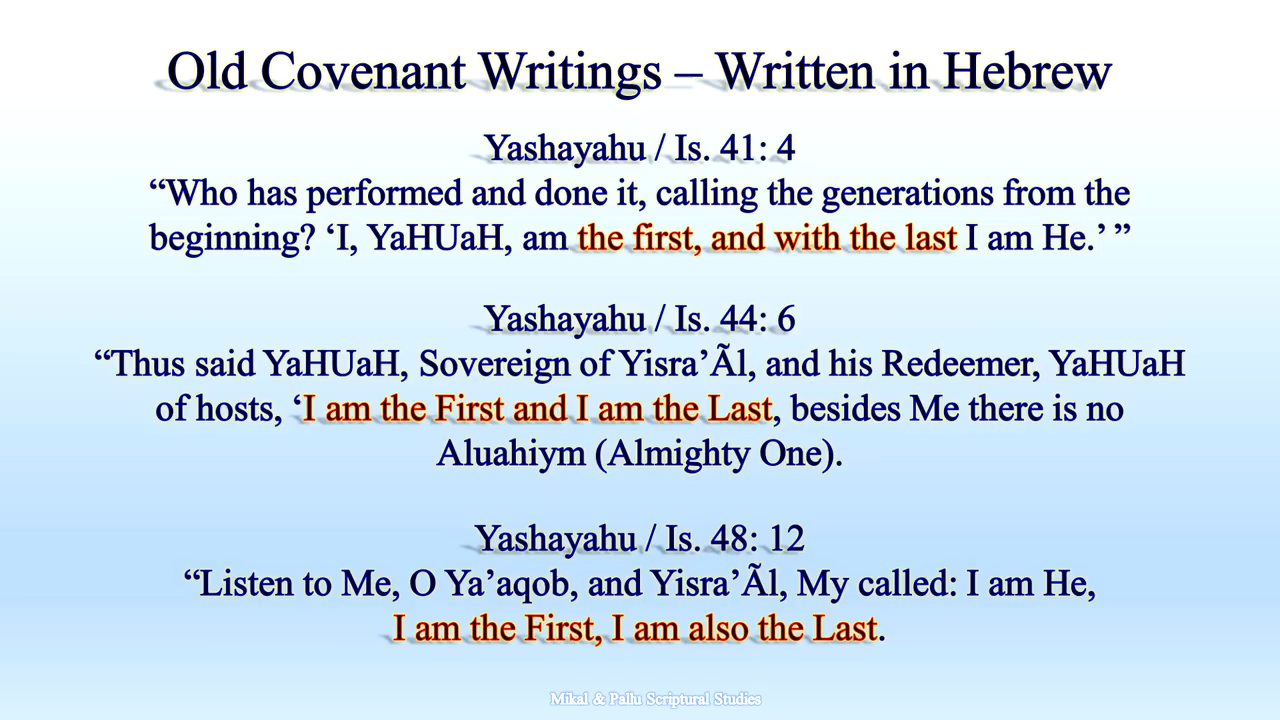 Old Covenant Writings – Written in Hebrew
Yashayahu / Is. 41: 4
“Who has performed and done it, calling the generations from the
beginning? ‘I, YaHUaH, am the first, and with the last I am He.’ ”
Yashayahu / Is. 44: 6
“Thus said YaHUaH, Sovereign of Yisra’Ãl, and his Redeemer, YaHUaH
of hosts, ‘I am the First and I am the Last, besides Me there is no
Aluahiym (Almighty One).
Yashayahu / Is. 48: 12
“Listen to Me, O Ya’aqob, and Yisra’Ãl, My called: I am He,
I am the First, I am also the Last.
Mikal & Pallu Scriptural Studies